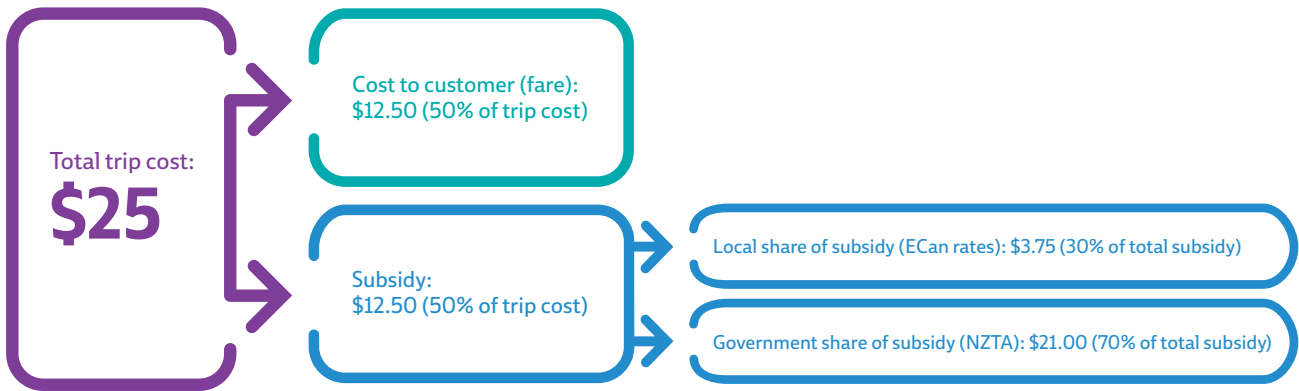 Total trip cost:
$25
Cost to customer (fare):
$12.50 (50% of trip cost)
Subsidy:
$12.50 (50% of trip cost)
Local share of subsidy (ECan rates): $3.75 (30% of total subsidy)
Government share of subsidy (NZTA): $21.00 (70% of total subsidy)